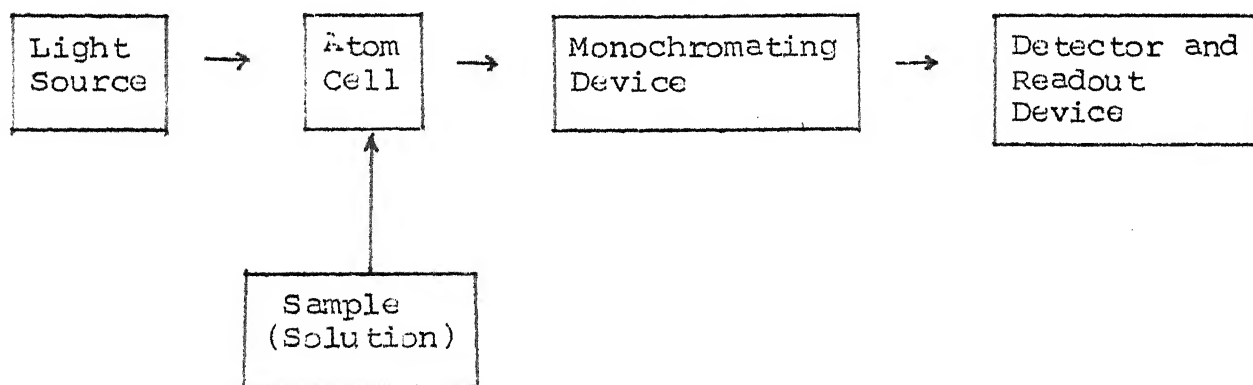 Light
Source
Atom
Cell
Monochromating
Device
Detector and
Readout
Device
Sample
(Solution)